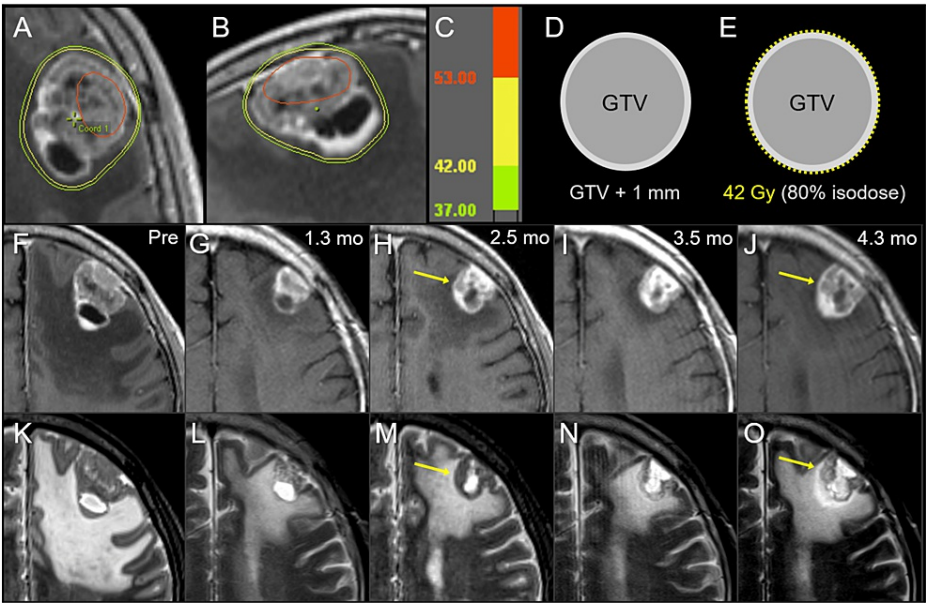 A
B
C
D
E
Coord 1
53.00
42.00
37.00
GTV
GTV + 1 mm
GTV
42 Gy (80% isodose)
F
Pre
G
1.3 mo
H
2.5 mo
I
3.5 mo
J
4.3 mo
K
L
M
N
O